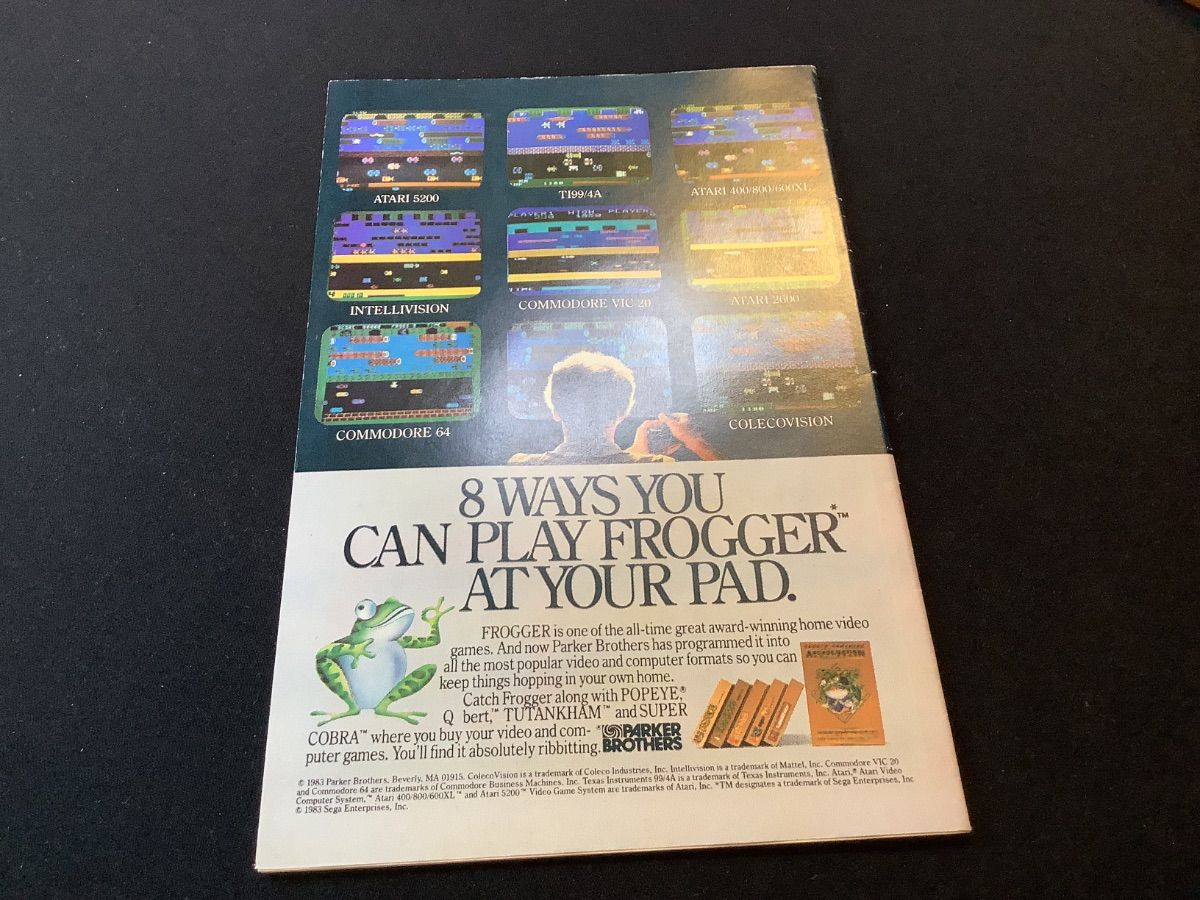 ATARI 5200
TI99/4A
ATARI 400/800/600XL
PLAYER1 HIGH PLAYER
INTELLIVISION
COMMODORE VIC 20
ATARI 2600
COMMODORE 64
COLECOVISION
8 WAYS YOU
CAN PLAY FROGGER*™
AT YOUR PAD.
FROGGER is one of the all-time great award-winning home video
games. And now Parker Brothers has programmed it into
all the most popular video and computer formats so you can
keep things hopping in your own home.
Catch Frogger along with POPEYE,®
Q bert,™ TUTANKHAM™ and SUPER
COBRA™ where you buy your video and com-
puter games. You'll find it absolutely ribbitting.
PARKER
BROTHERS
© 1983 Parker Brothers, Beverly, MA 01915. ColecoVision is a trademark of Coleco Industries, Inc. Intellivision is a trademark of Mattel, Inc. Commodore VIC 20
and Commodore 64 are trademarks of Commodore Business Machines, Inc. Texas Instruments 99/4A is a trademark of Texas Instruments, Inc. Atari,® Atari Video
Computer System,™ Atari 400/800/600XL™ and Atari 5200™ Video Game System are trademarks of Atari, Inc. *TM designates a trademark of Sega Enterprises, Inc
© 1983 Sega Enterprises, Inc.